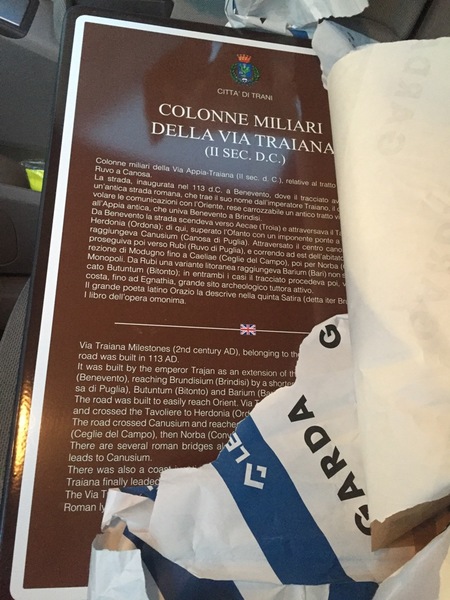 CITTA' DI TRANI
COLONNE MILIARI
DELLA VIA TRAIANA
(II SEC. D.C.)
Colonne miliari della Via Appia-Traiana (II sec. d. C.), relative al tratto
Ruvo a Canosa.
La strada, inaugurata nel 113 d.C. a Benevento, dove il tracciato
un'antica strada romana, che trae il suo nome dall'imperatore Traiano, il
volare le comunicazioni con l'Oriente, rese carrozzabile un antico tratto
all'Appia antica, che univa Benevento a Brindisi.
Da Benevento la strada scendeva verso Aecae (Troia) e attraversava il
Herdonia (Ordona); di qui, superato l'Ofanto con un imponente ponte a
raggiungeva Canusium (Canosa di Puglia). Attraversato il centro
proseguiva poi verso Rubi (Ruvo di Puglia), e correndo ad est dell'abitato
rezione di Modugno fino a Caeliae (Ceglie del Campo), poi per Norba
Monopoli. Da Rubi una variante litoranea raggiungeva Barium (Bari) non
cato Butuntum (Bitonto); in entrambi i casi il tracciato procedeva poi,
costa, fino ad Egnathia, grande sito archeologico tuttora attivo.
Il grande poeta latino Orazio la descrive nella quinta Satira (detta iter
I libro dell'opera omonima.
Via Traiana Milestones (2nd century AD), belonging to the
road was built in 113 AD.
It was built by the emperor Trajan as an extension of the
(Benevento), reaching Brundisium (Brindisi) by a shorter
sa di Puglia), Butuntum (Bitonto) and Barium
The road was built to easily reach Orient. Via
and crossed the Tavoliere to Herdonia
The road crossed Canusium and reached
(Ceglie del Campo), then Norba
There are several roman bridges
leads to Canusium.
There was also a
Traiana finally leaded
The Via
Roman
GARDA
G
LE